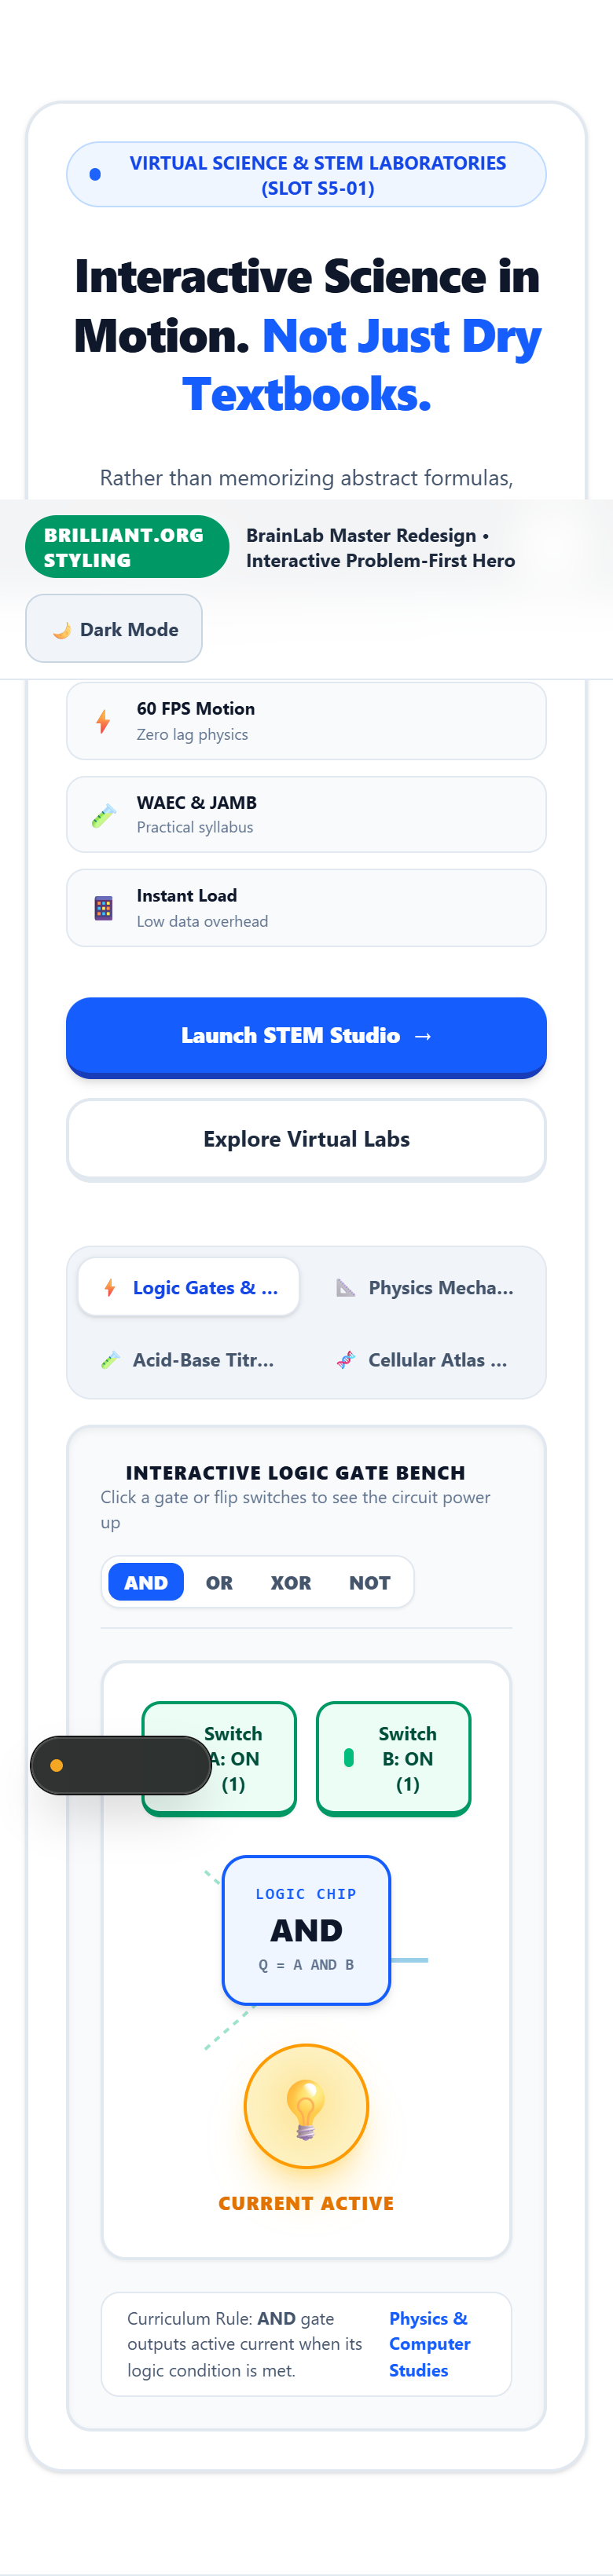 VIRTUAL SCIENCE & STEM LABORATORIES
(SLOT S5-01)
Interactive Science in
Motion. Not Just Dry
Textbooks.
Rather than memorizing abstract formulas,
BRILLIANT.ORG
STYLING
BrainLab Master Redesign •
Interactive Problem-First Hero
🌙 Dark Mode
60 FPS Motion
Zero lag physics
WAEC & JAMB
Practical syllabus
Instant Load
Low data overhead
Launch STEM Studio →
Explore Virtual Labs
Logic Gates & ...
Physics Mecha...
Acid-Base Titr...
Cellular Atlas ...
INTERACTIVE LOGIC GATE BENCH
Click a gate or flip switches to see the circuit power
up
AND OR XOR NOT
Switch
A: ON
(1)
Switch
B: ON
(1)
LOGIC CHIP
AND
Q = A AND B
CURRENT ACTIVE
Curriculum Rule: AND gate
outputs active current when its
logic condition is met.
Physics &
Computer
Studies